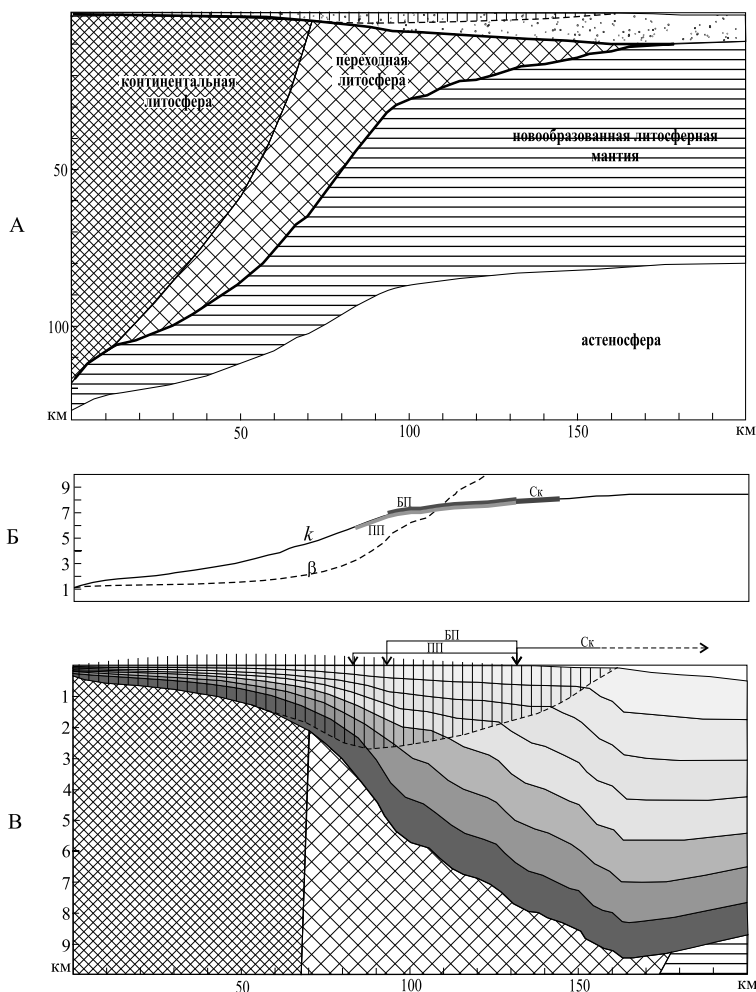 континентальная
литосфера
переходная
литосфера
новообразованная литосферная
мантия
50
А
100
астеносфера
км
50
100
150
км
9
7
5
3
1
Б
k
β
ПП
БП
Ск
БП
ПП
Ск
1
2
3
4
5
6
7
8
9
км
В
50
100
150
км